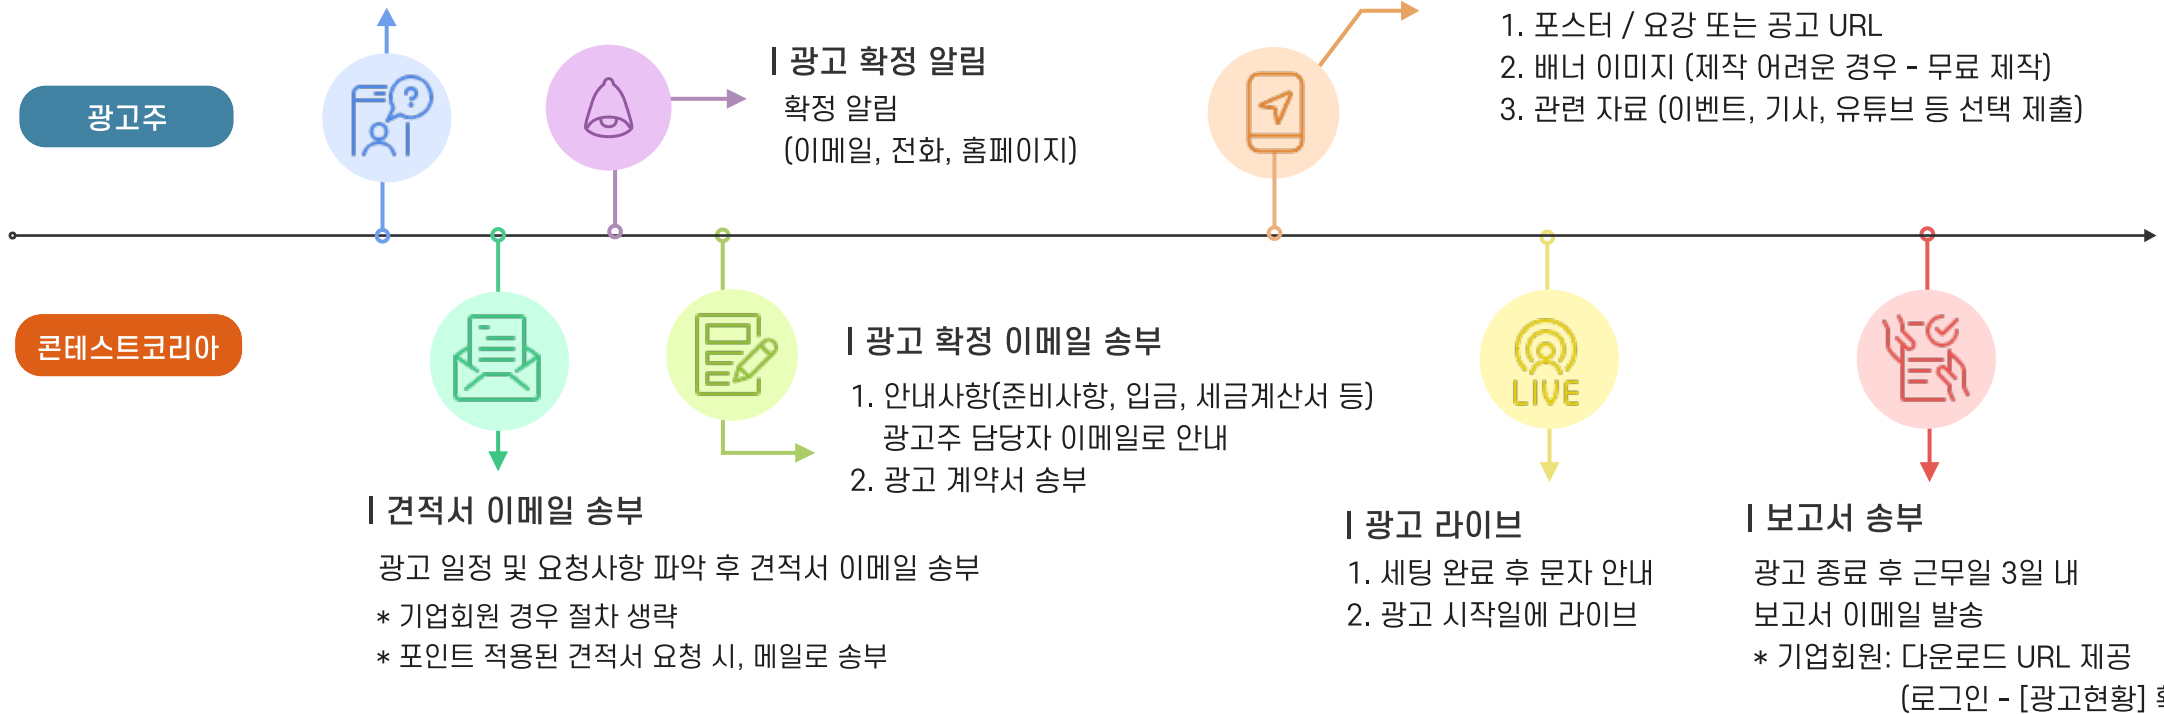 1. 포스터 / 요강 또는 공고 URL
2. 배너 이미지 (제작 어려운 경우 - 무료 제작)
3. 관련 자료 (이벤트, 기사, 유튜브 등 선택 제출)
광고주
광고 확정 알림
확정 알림
(이메일, 전화, 홈페이지)
콘테스트코리아
광고 확정 이메일 송부
1. 안내사항(준비사항, 입금, 세금계산서 등)
광고주 담당자 이메일로 안내
2. 광고 계약서 송부
LIVE
견적서 이메일 송부
광고 일정 및 요청사항 파악 후 견적서 이메일 송부
* 기업회원 경우 절차 생략
* 포인트 적용된 견적서 요청 시, 메일로 송부
광고 라이브
1. 세팅 완료 후 문자 안내
2. 광고 시작일에 라이브
보고서 송부
광고 종료 후 근무일 3일 내
보고서 이메일 발송
* 기업회원: 다운로드 URL 제공
(로그인 - [광고현황]